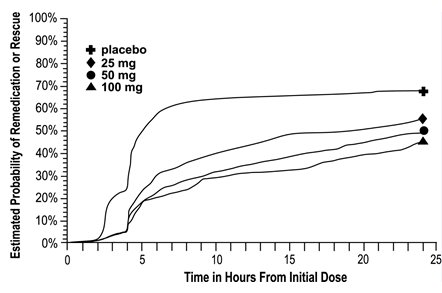 Estimated Probability of Remedication or Rescue
100%
90%
80%
70%
60%
50%
40%
30%
20%
10%
0%
placebo
25 mg
50 mg
100 mg
0
5
10
15
20
25
Time in Hours From Initial Dose